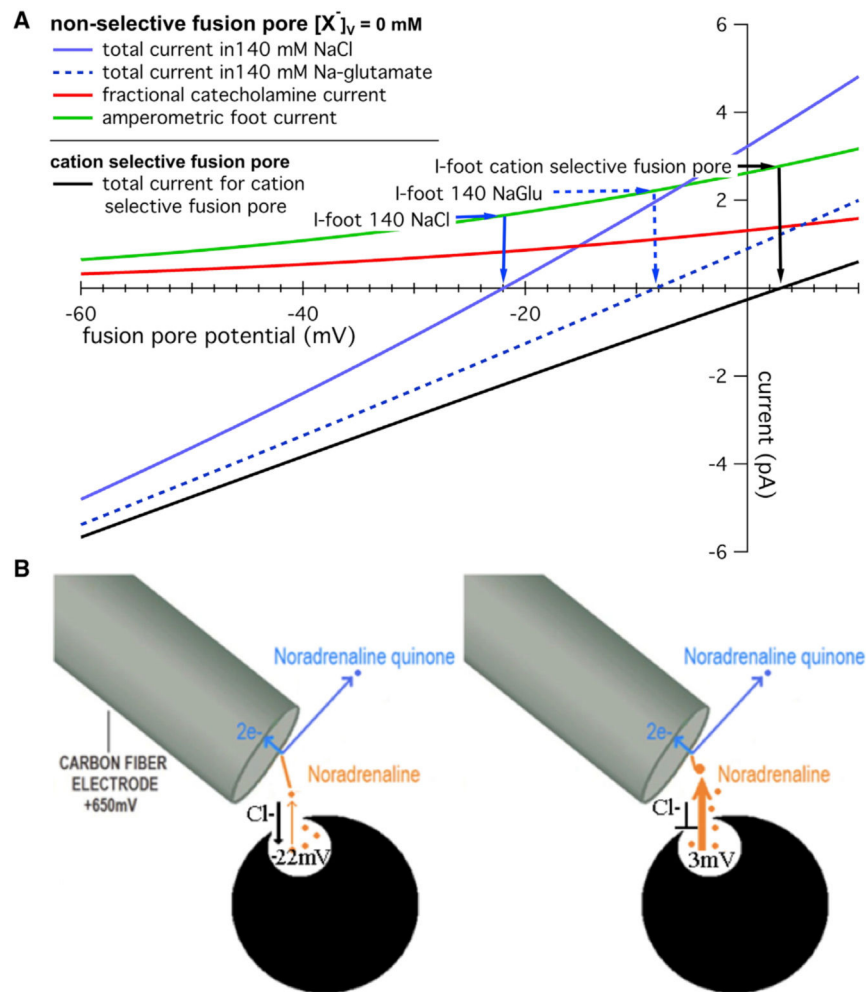 A
non-selective fusion pore [X-]v = 0 mM
total current in140 mM NaCl
total current in140 mM Na-glutamate
fractional catecholamine current
amperometric foot current
cation selective fusion pore
total current for cation
selective fusion pore
I-foot cation selective fusion pore
I-foot 140 NaGlu
I-foot 140 NaCl
6
4
2
-60
-40
-20
fusion pore potential (mV)
-2
-4
-6
current (pA)
B
Noradrenaline quinone
2e-
CARBON FIBER
ELECTRODE
+650mV
Noradrenaline
Cl-
-22mV
Noradrenaline quinone
2e-
Noradrenaline
Cl-
3mV